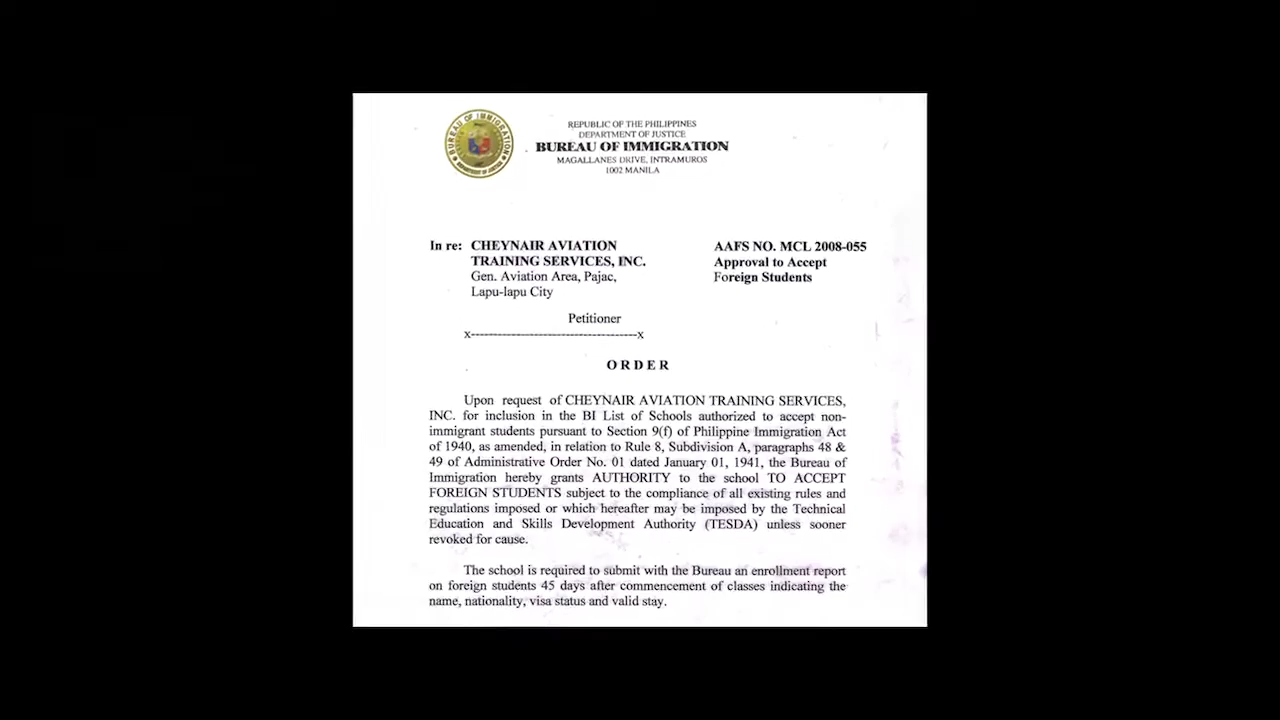 BUREAU OF IMMIGRATION
DEPARTMENT OF JUSTICE
REPUBLIC OF THE PHILIPPINES
DEPARTMENT OF JUSTICE
BUREAU OF IMMIGRATION
MAGALLANES DRIVE, INTRAMUROS
1002 MANILA
In re: CHEYNAIR AVIATION
TRAINING SERVICES, INC.
Gen. Aviation Area, Pajac,
Lapu-lapu City
AAFS NO. MCL 2008-055
Approval to Accept
Foreign Students
Petitioner
x-----------------------------------x
ORDER
Upon request of CHEYNAIR AVIATION TRAINING SERVICES,
INC. for inclusion in the BI List of Schools authorized to accept non-
immigrant students pursuant to Section 9(f) of Philippine Immigration Act
of 1940, as amended, in relation to Rule 8, Subdivision A, paragraphs 48 &
49 of Administrative Order No. 01 dated January 01, 1941, the Bureau of
Immigration hereby grants AUTHORITY to the school TO ACCEPT
FOREIGN STUDENTS subject to the compliance of all existing rules and
regulations imposed or which hereafter may be imposed by the Technical
Education and Skills Development Authority (TESDA) unless sooner
revoked for cause.
The school is required to submit with the Bureau an enrollment report
on foreign students 45 days after commencement of classes indicating the
name, nationality, visa status and valid stay.